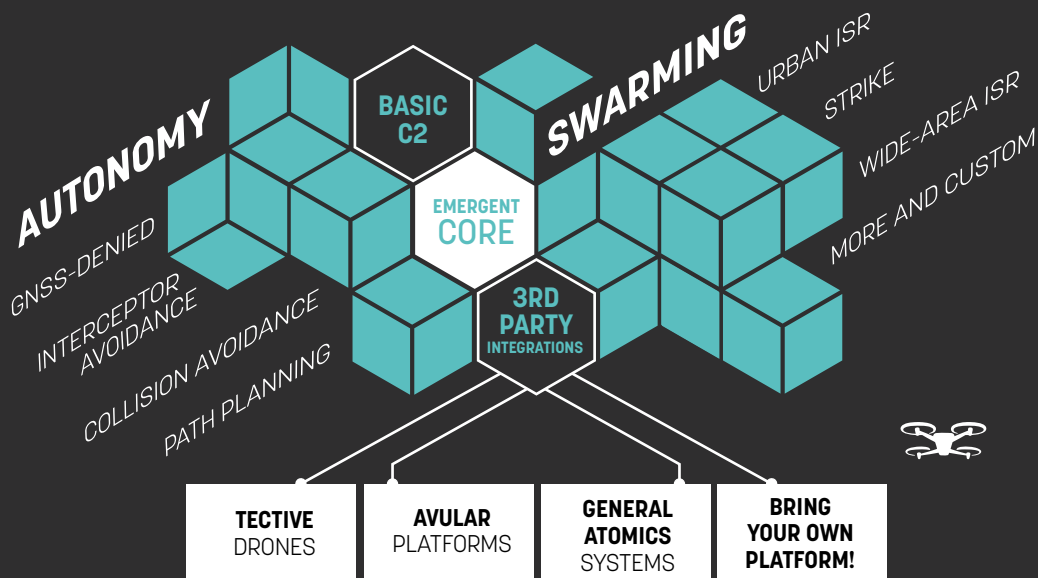 AUTONOMY
GNSS-DENIED
INTERCEPTOR
AVOIDANCE
COLLISION AVOIDANCE
PATH PLANNING
BASIC
C2
EMERGENT
CORE
3RD
PARTY
INTEGRATIONS
SWARMING
URBAN ISR
STRIKE
WIDE-AREA ISR
MORE AND CUSTOM
TECTIVE
DRONES
AVULAR
PLATFORMS
GENERAL
ATOMICS
SYSTEMS
BRING
YOUR OWN
PLATFORM!